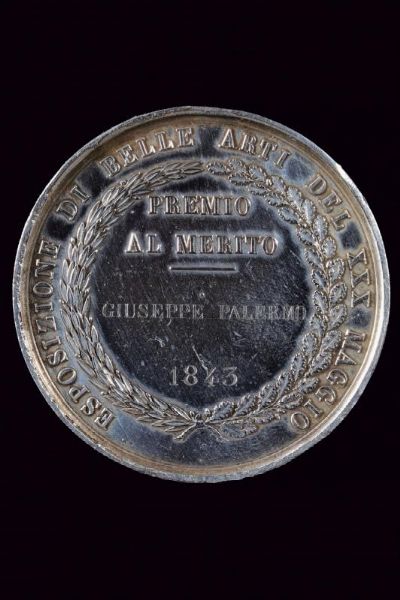 ESPOSIZIONE DI BELLE ARTI DEL XXX MAGGIO
PREMIO
AL MERITO
GIUSEPPE PALERMO
1843